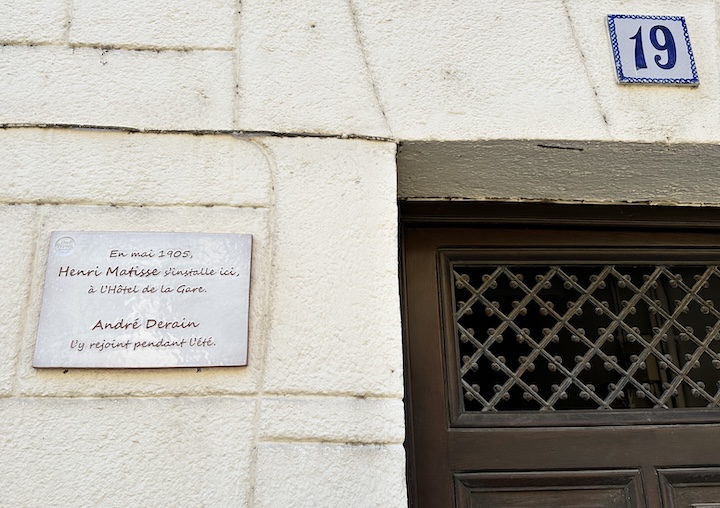 19
En mai 1905,
Henri Matisse s'installe ici,
à l'Hôtel de la Gare.
André Derain
l'y rejoint pendant l'été.